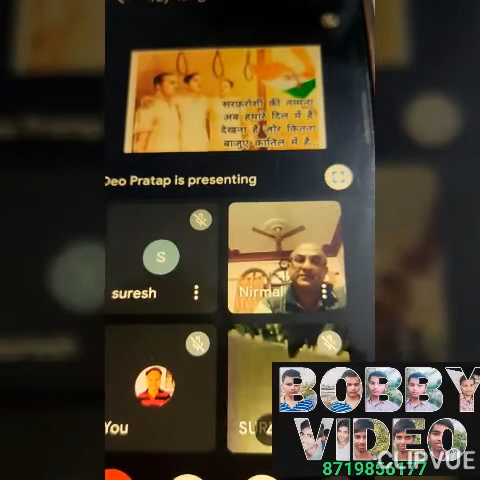 सरफ़रोशी की तमन्ना
अब हमारे दिल में है
देखना है ज़ोर कितना
बाजुए क़ातिल में है...
Deo Pratap is presenting
S
suresh
Nirmal
You
BOBBY
VIDEO
8719856177
CLIPVUE